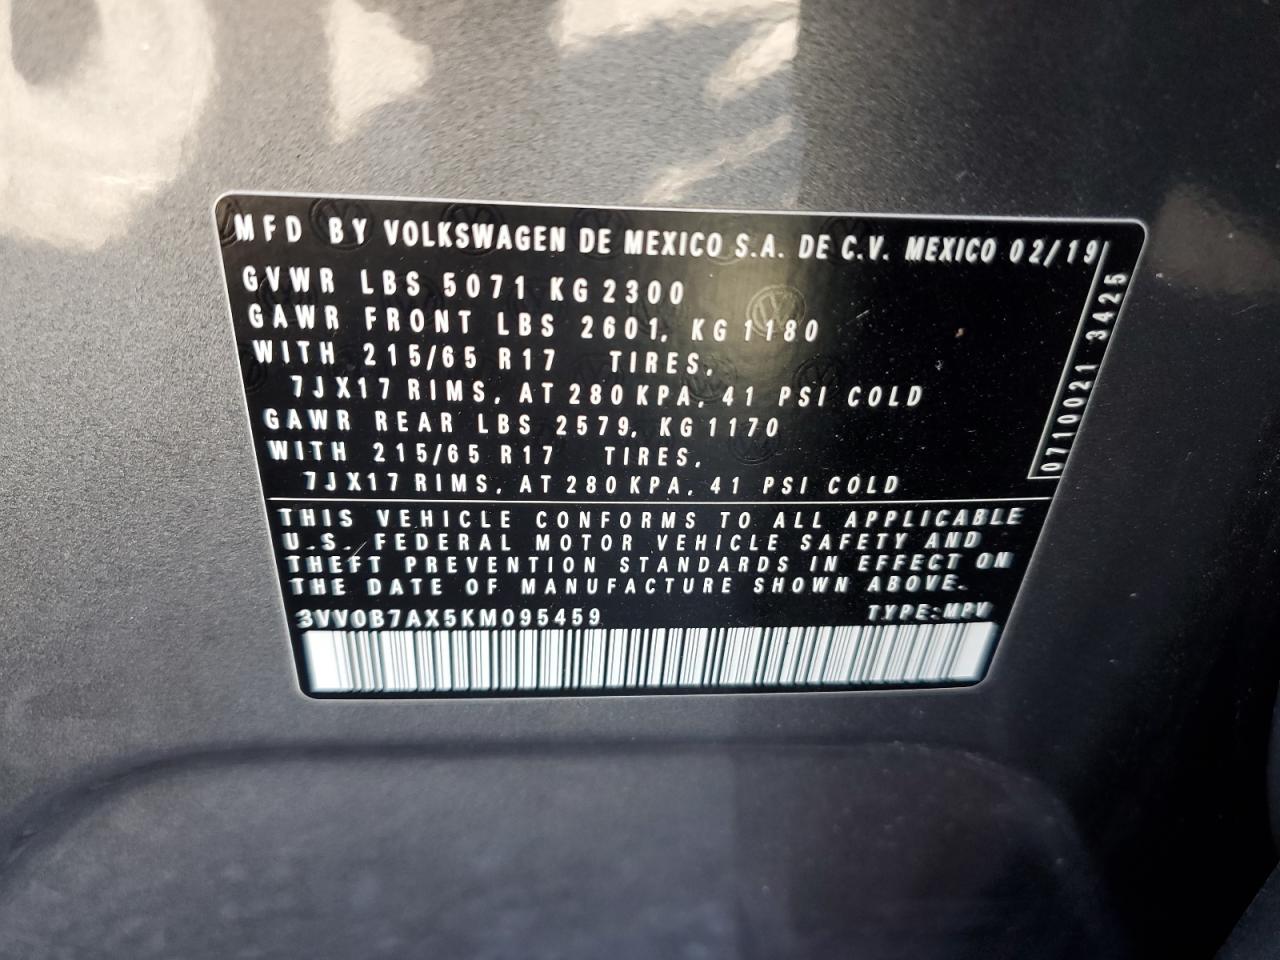 MFD BY VOLKSWAGEN DE MEXICO S.A. DE C.V. MEXICO 02/19
GVWR LBS 5071 KG 2300
GAWR FRONT LBS 2601, KG 1180
WITH 215/65 R17 TIRES,
7JX17 RIMS, AT 280 KPA, 41 PSI COLD
GAWR REAR LBS 2579, KG 1170
WITH 215/65 R17 TIRES,
7JX17 RIMS, AT 280 KPA, 41 PSI COLD
07100021 3425
THIS VEHICLE CONFORMS TO ALL APPLICABLE
U.S. FEDERAL MOTOR VEHICLE SAFETY AND
THEFT PREVENTION STANDARDS IN EFFECT ON
THE DATE OF MANUFACTURE SHOWN ABOVE.
3VV0B7AX5KM095459 TYPE:MPV